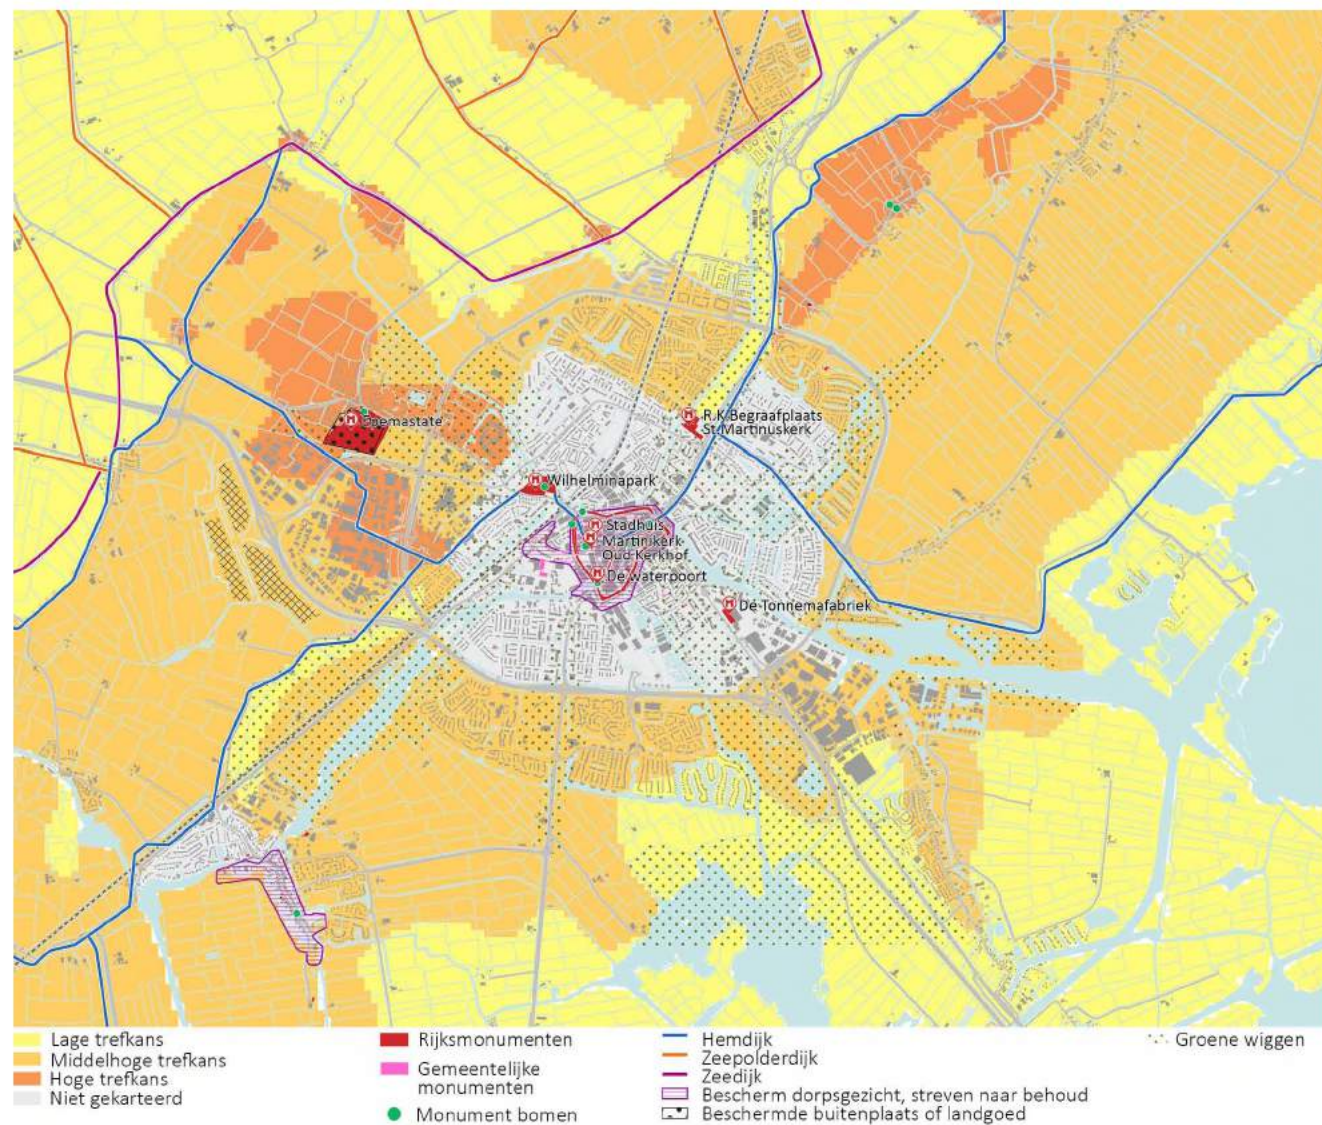 R.K Begraafplaats
St Martinuskerk
Epemastate
Wilhelminapark
Stadhuis
Martinikerk
Oud Kerkhof
De waterpoort
De Tonnemafabriek
Lage trefkans
Middelhoge trefkans
Hoge trefkans
Niet gekarteerd
Rijksmonumenten
Gemeentelijke
monumenten
Monument bomen
Hemdijk
Zeepolderdijk
Zeedijk
Bescherm dorpsgezicht, streven naar behoud
Beschermde buitenplaats of landgoed
Groene wiggen